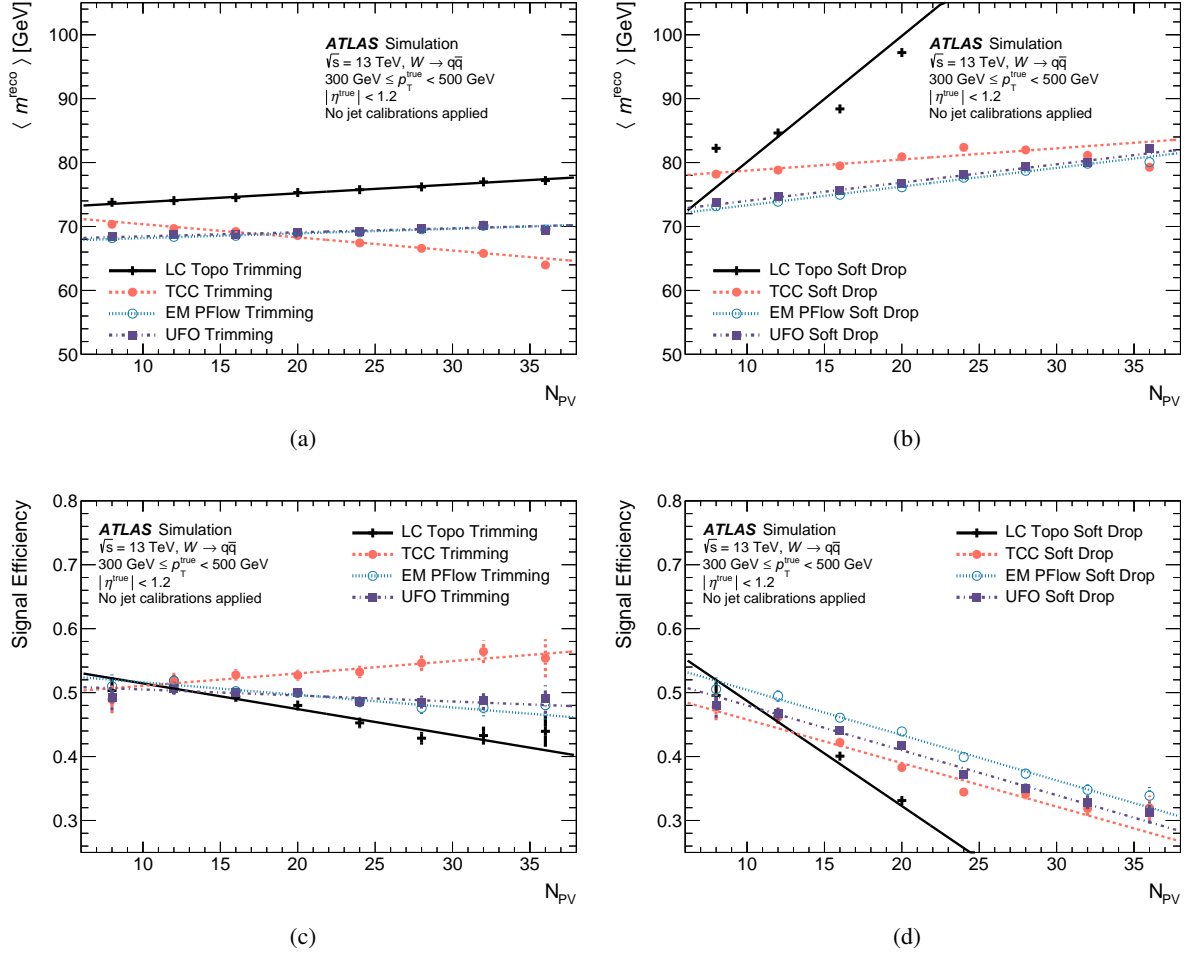 ⟨ m^reco ⟩ [GeV]
100
90
80
70
60
50
ATLAS Simulation
√s = 13 TeV, W → qq̅
300 GeV ≤ p_T^true < 500 GeV
| η^true | < 1.2
No jet calibrations applied
LC Topo Trimming
TCC Trimming
EM PFlow Trimming
UFO Trimming
10 15 20 25 30 35
N_PV
(a)
⟨ m^reco ⟩ [GeV]
100
90
80
70
60
50
ATLAS Simulation
√s = 13 TeV, W → qq̅
300 GeV ≤ p_T^true < 500 GeV
| η^true | < 1.2
No jet calibrations applied
LC Topo Soft Drop
TCC Soft Drop
EM PFlow Soft Drop
UFO Soft Drop
10 15 20 25 30 35
N_PV
(b)
Signal Efficiency
0.8
0.7
0.6
0.5
0.4
0.3
ATLAS Simulation
√s = 13 TeV, W → qq̅
300 GeV ≤ p_T^true < 500 GeV
| η^true | < 1.2
No jet calibrations applied
LC Topo Trimming
TCC Trimming
EM PFlow Trimming
UFO Trimming
10 15 20 25 30 35
N_PV
(c)
Signal Efficiency
0.8
0.7
0.6
0.5
0.4
0.3
ATLAS Simulation
√s = 13 TeV, W → qq̅
300 GeV ≤ p_T^true < 500 GeV
| η^true | < 1.2
No jet calibrations applied
LC Topo Soft Drop
TCC Soft Drop
EM PFlow Soft Drop
UFO Soft Drop
10 15 20 25 30 35
N_PV
(d)